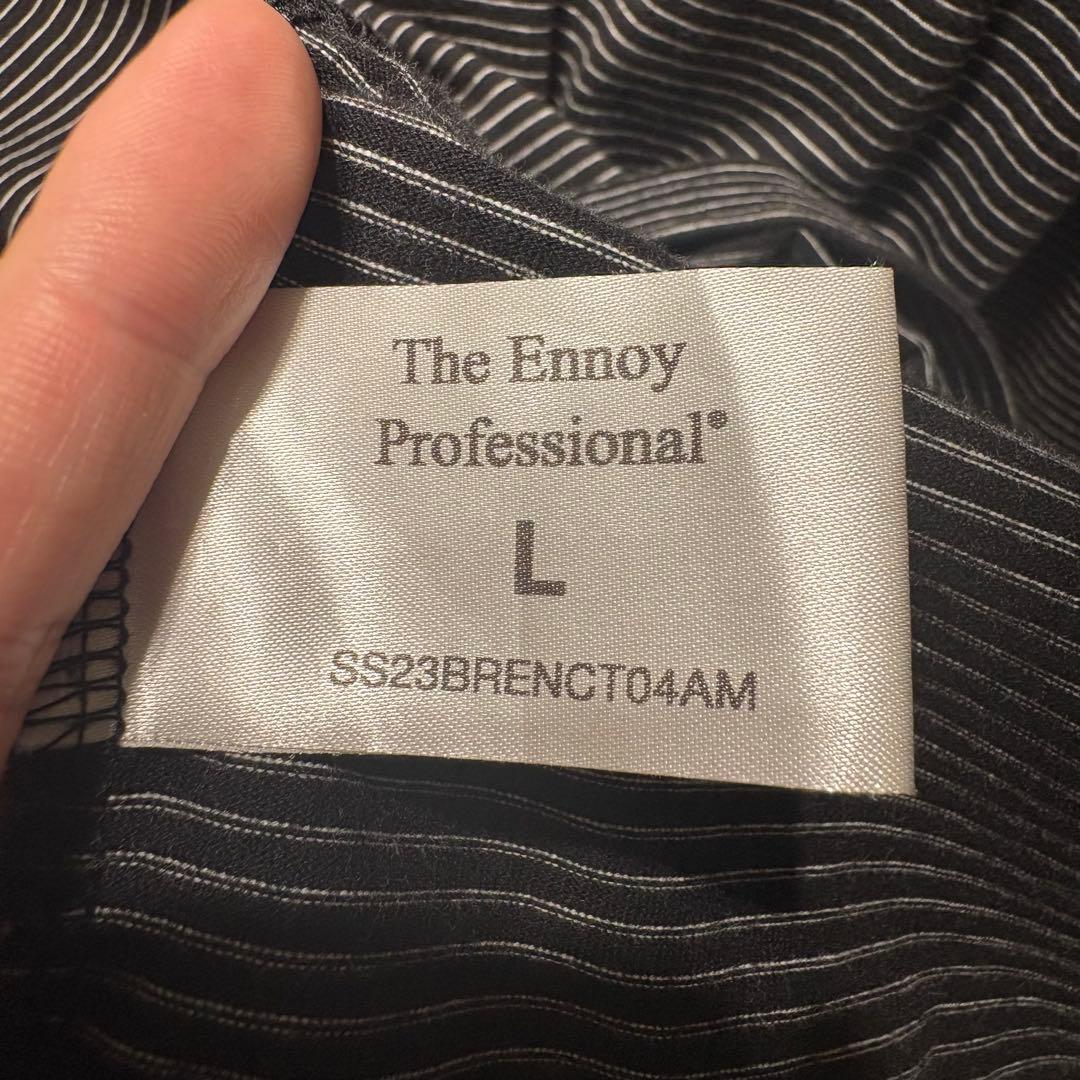 The Ennoy
Professional®
L
SS23BRENCT04AM